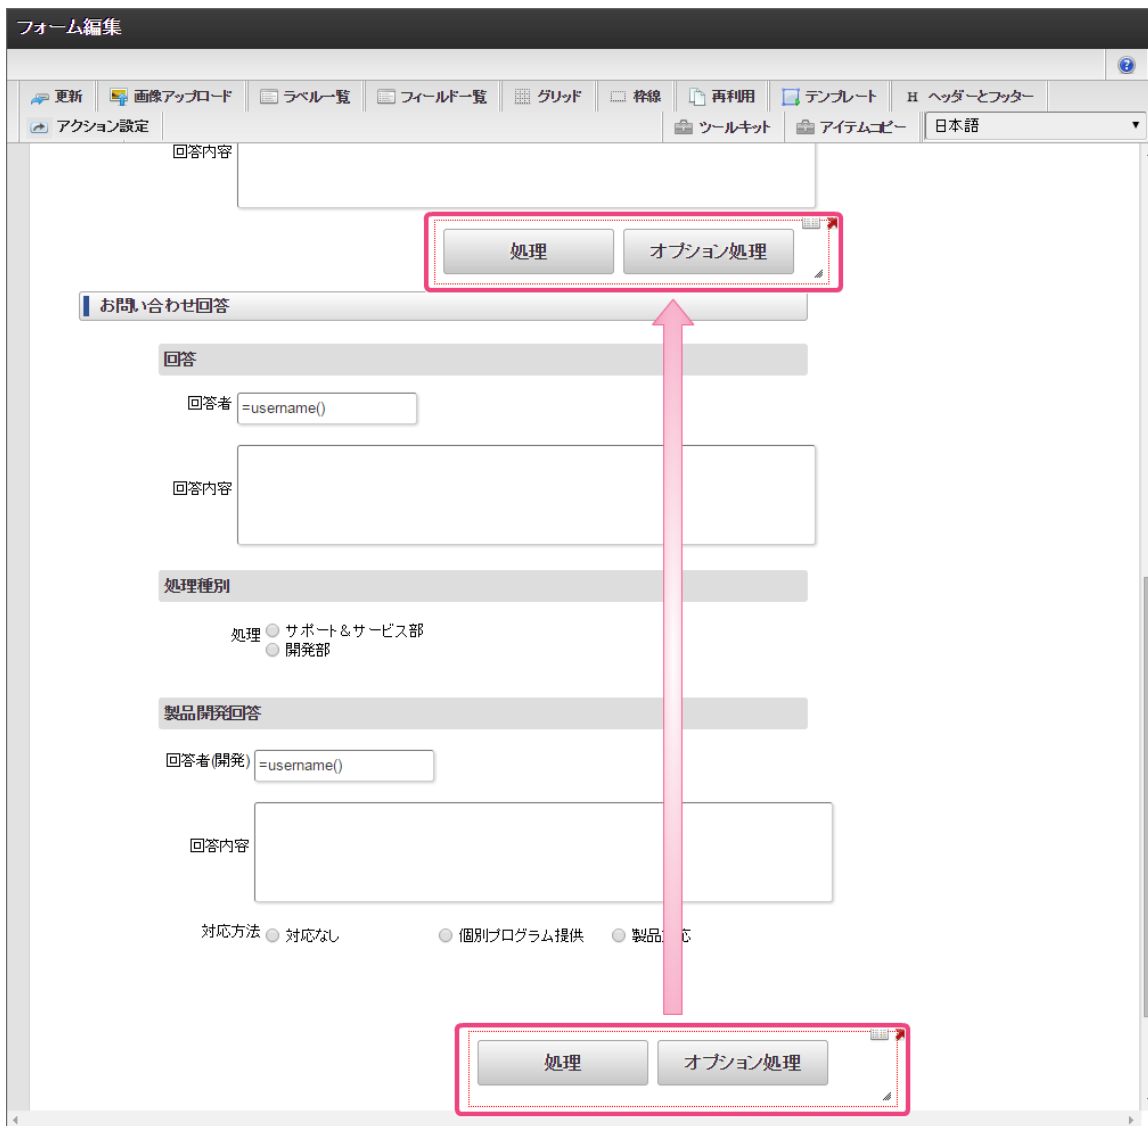 フォーム編集
更新 画像アップロード ラベル一覧 フィールド一覧 グリッド 枠線 再利用 テンプレート H ヘッダーとフッター
アクション設定 ツールキット アイテムコピー 日本語
回答内容
処理 オプション処理
お問い合わせ回答
回答
回答者 =username()
回答内容
処理種別
処理 サポート&サービス部
開発部
製品開発回答
回答者(開発) =username()
回答内容
対応方法 対応なし 個別プログラム提供 製品 応
処理 オプション処理